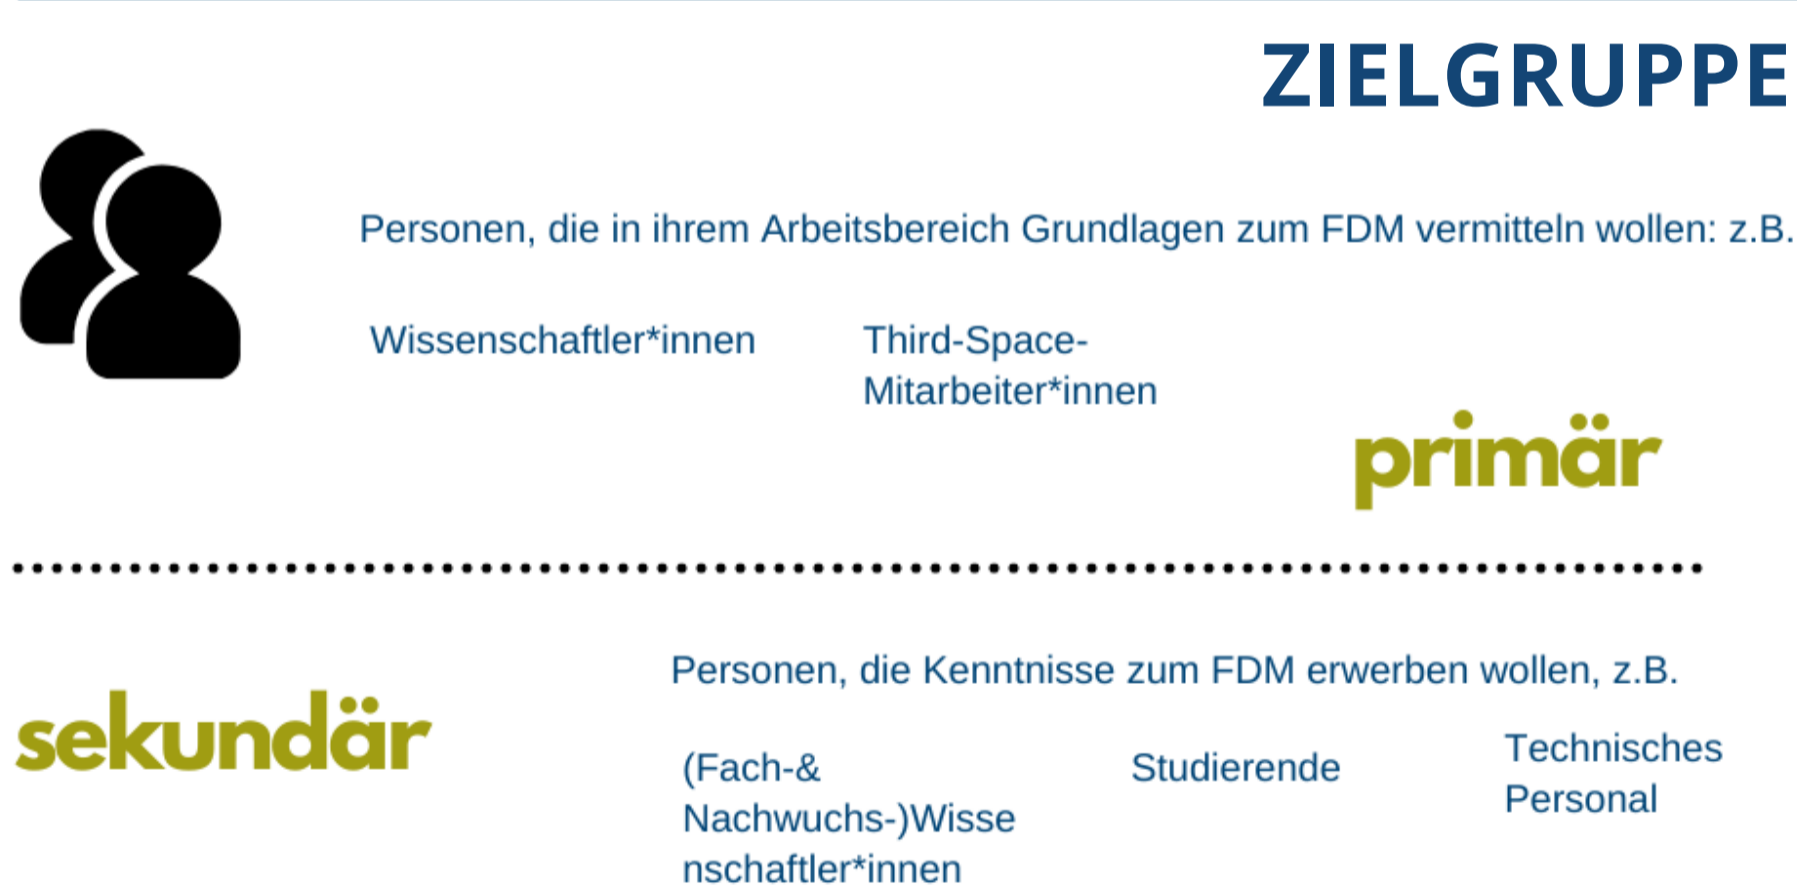 ZIELGRUPPE
Personen, die in ihrem Arbeitsbereich Grundlagen zum FDM vermitteln wollen: z.B.
Wissenschaftler*innen
Third-Space-
Mitarbeiter*innen
primär
sekundär
Personen, die Kenntnisse zum FDM erwerben wollen, z.B.
(Fach-&
Nachwuchs-)Wisse
nschaftler*innen
Studierende
Technisches
Personal